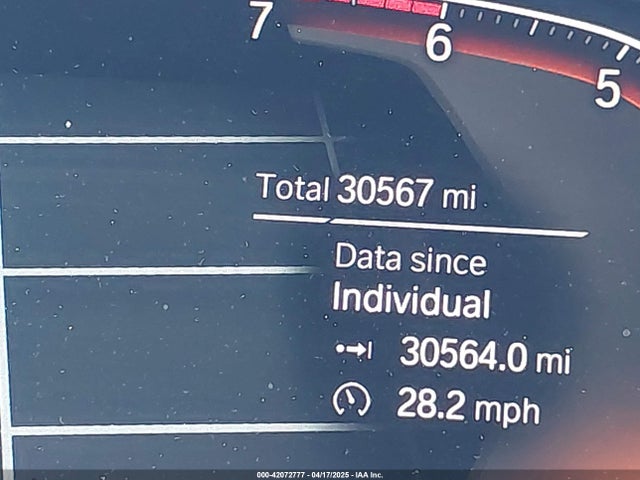 7
6
5
Total 30567 mi
Data since
Individual
30564.0 mi
28.2 mph
000-42072777 - 04/17/2025 - IAA Inc.